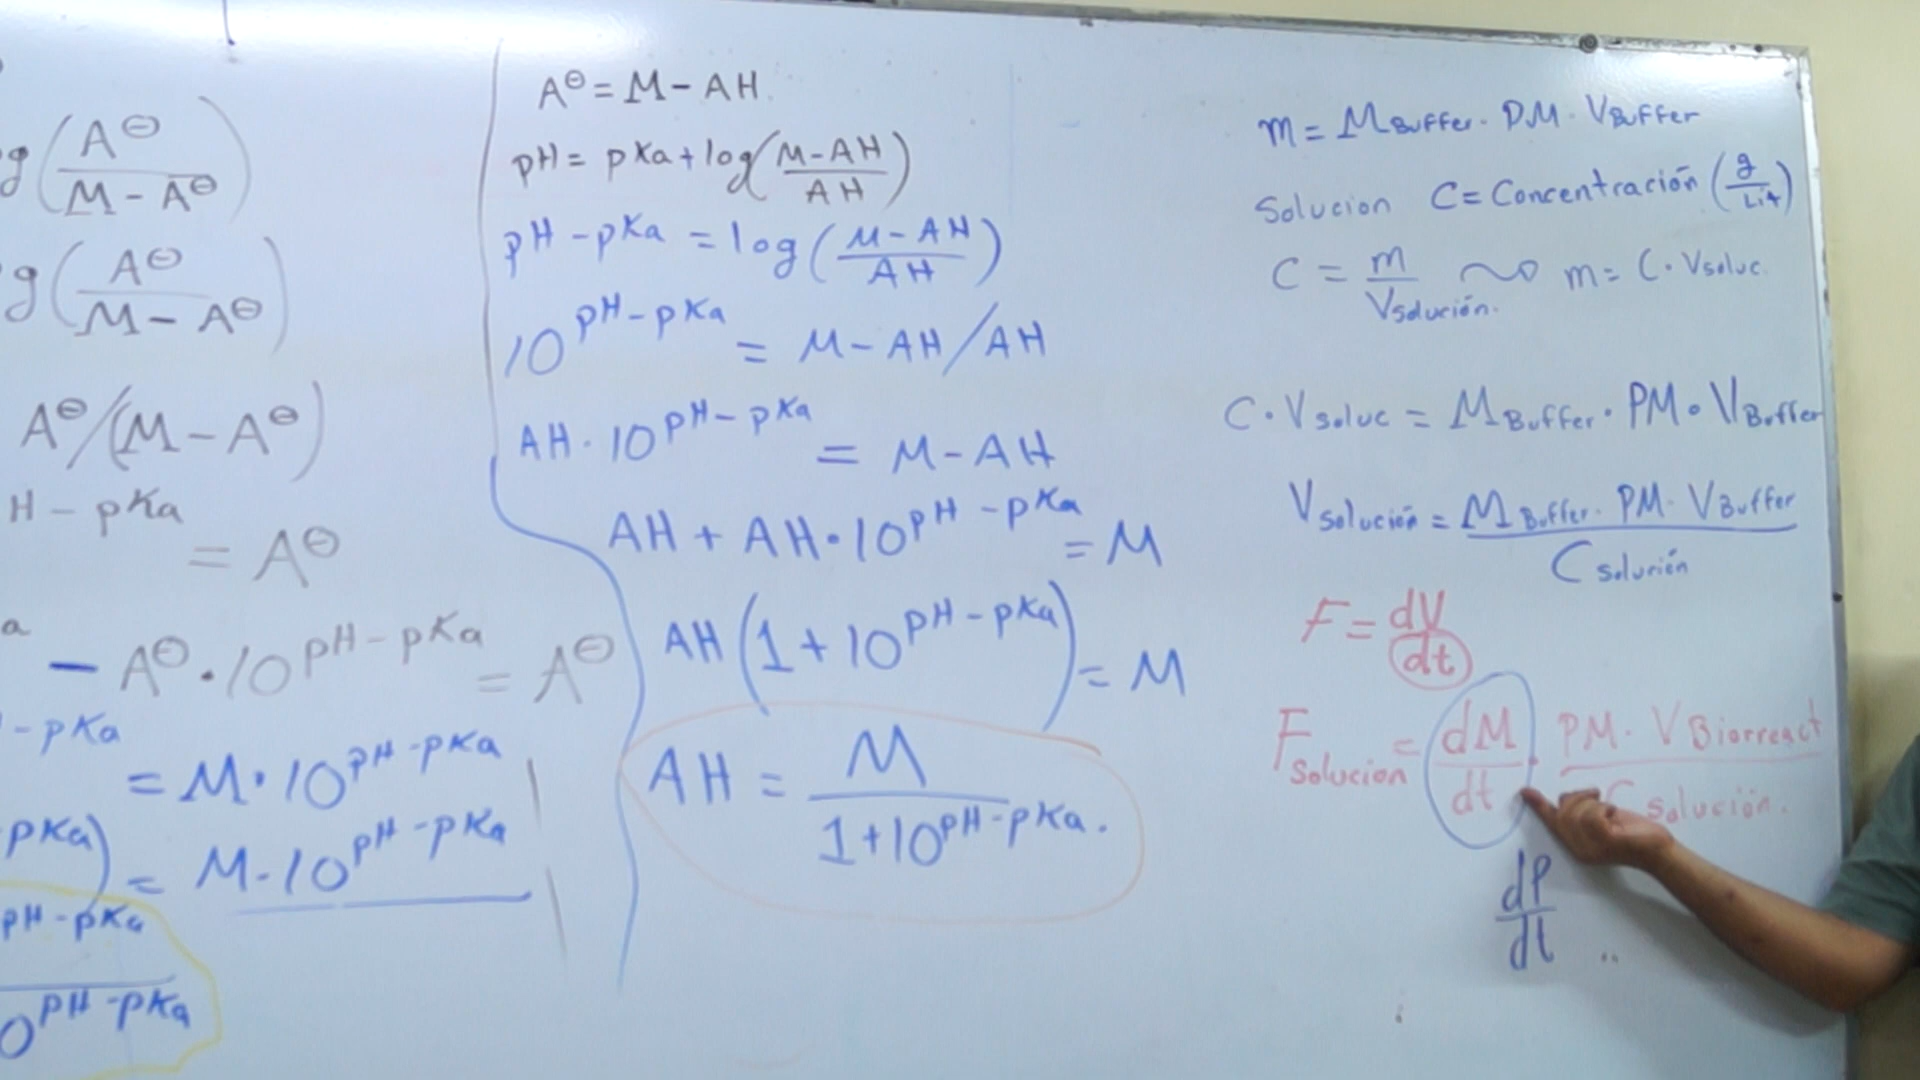 g(A⊖/(M - A⊖))
g(A⊖/(M - A⊖))
A⊖/(M - A⊖)
H - pKa = A⊖
a - A⊖ · 10^(pH - pKa) = A⊖
- pKa = M · 10^(pH - pKa)
pKa) = M · 10^(pH - pKa)
pH - pKa
0^(pH - pKa)
A⊖ = M - AH
pH = pKa + log((M - AH)/AH)
pH - pKa = log((M - AH)/AH)
10^(pH - pKa) = M - AH/AH
AH · 10^(pH - pKa) = M - AH
AH + AH · 10^(pH - pKa) = M
AH(1 + 10^(pH - pKa)) = M
AH = M/(1 + 10^(pH - pKa)).
m = M Buffer · PM · V Buffer
Solucion C = Concentración (g/Lit)
C = m/V solución. ~> m = C · V soluc.
C · V soluc = M Buffer · PM · V Buffer
V solución = M Buffer · PM · V Buffer / C solución
F = dV/dt
F solucion = dM/dt · PM · V Biorreact / C solución.
dP/dt ..